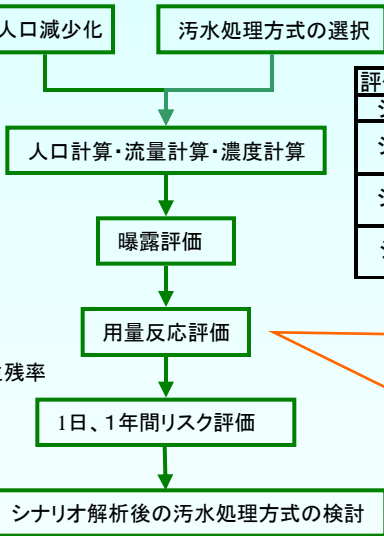 人口減少化
汚水処理方式の選択
評
人口計算・流量計算・濃度計算
曝露評価
用量反応評価
残率
1日、1年間リスク評価
シナリオ解析後の汚水処理方式の検討